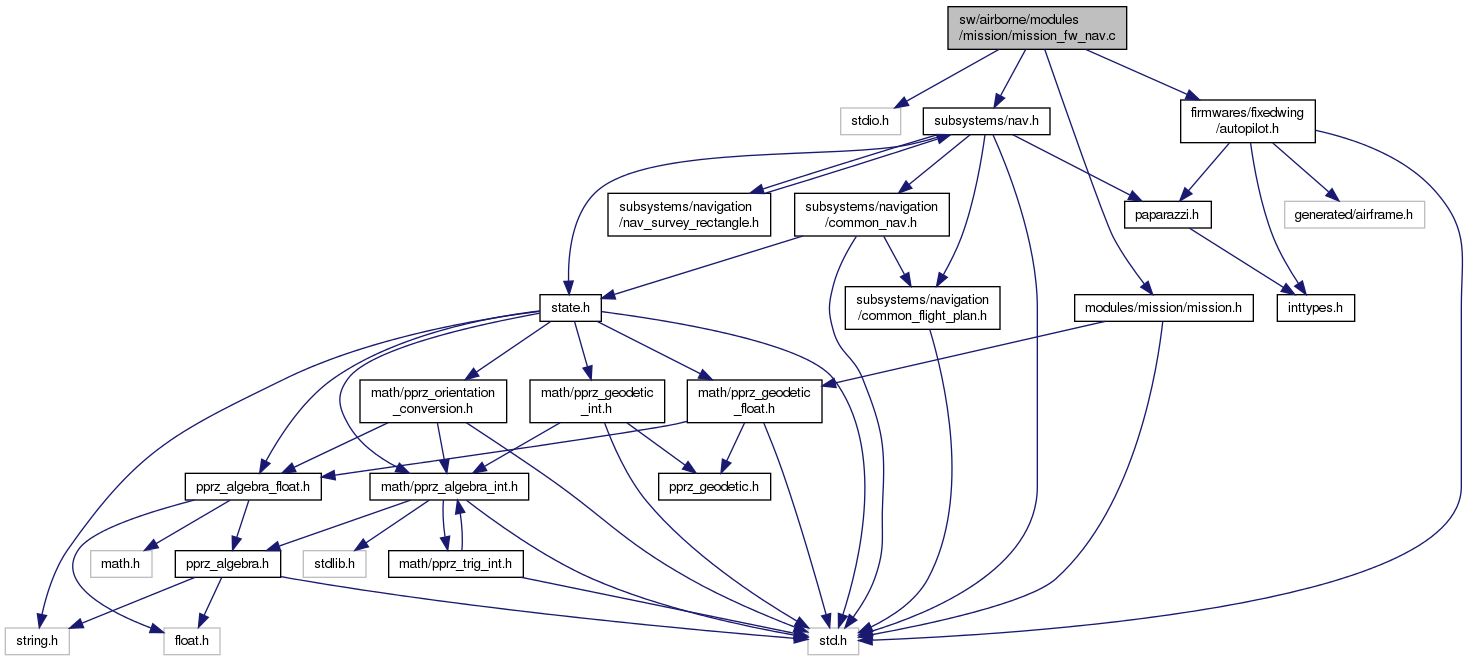 sw/airborne/modules
/mission/mission_fw_nav.c
stdio.h
subsystems/nav.h
firmwares/fixedwing
/autopilot.h
subsystems/navigation
/nav_survey_rectangle.h
subsystems/navigation
/common_nav.h
paparazzi.h
generated/airframe.h
state.h
subsystems/navigation
/common_flight_plan.h
modules/mission/mission.h
inttypes.h
math/pprz_orientation
_conversion.h
math/pprz_geodetic
_int.h
math/pprz_geodetic
_float.h
pprz_algebra_float.h
math/pprz_algebra_int.h
pprz_geodetic.h
math.h
pprz_algebra.h
stdlib.h
math/pprz_trig_int.h
string.h
float.h
std.h